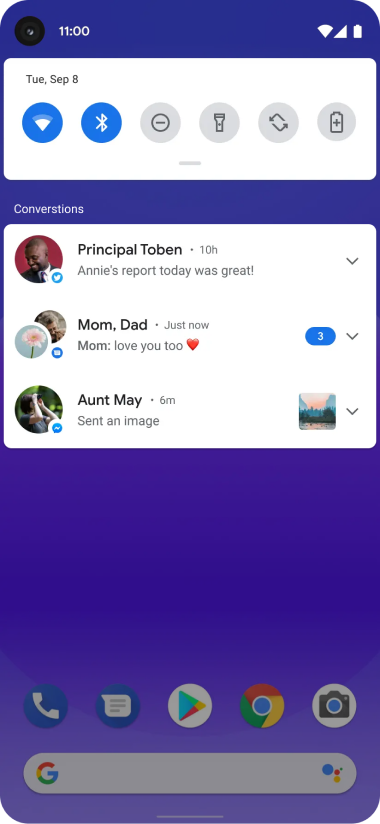 11:00
Tue, Sep 8
Converstions
Principal Toben • 10h
Annie's report today was great!
Mom, Dad • Just now
Mom: love you too ❤️
3
Aunt May • 6m
Sent an image
G